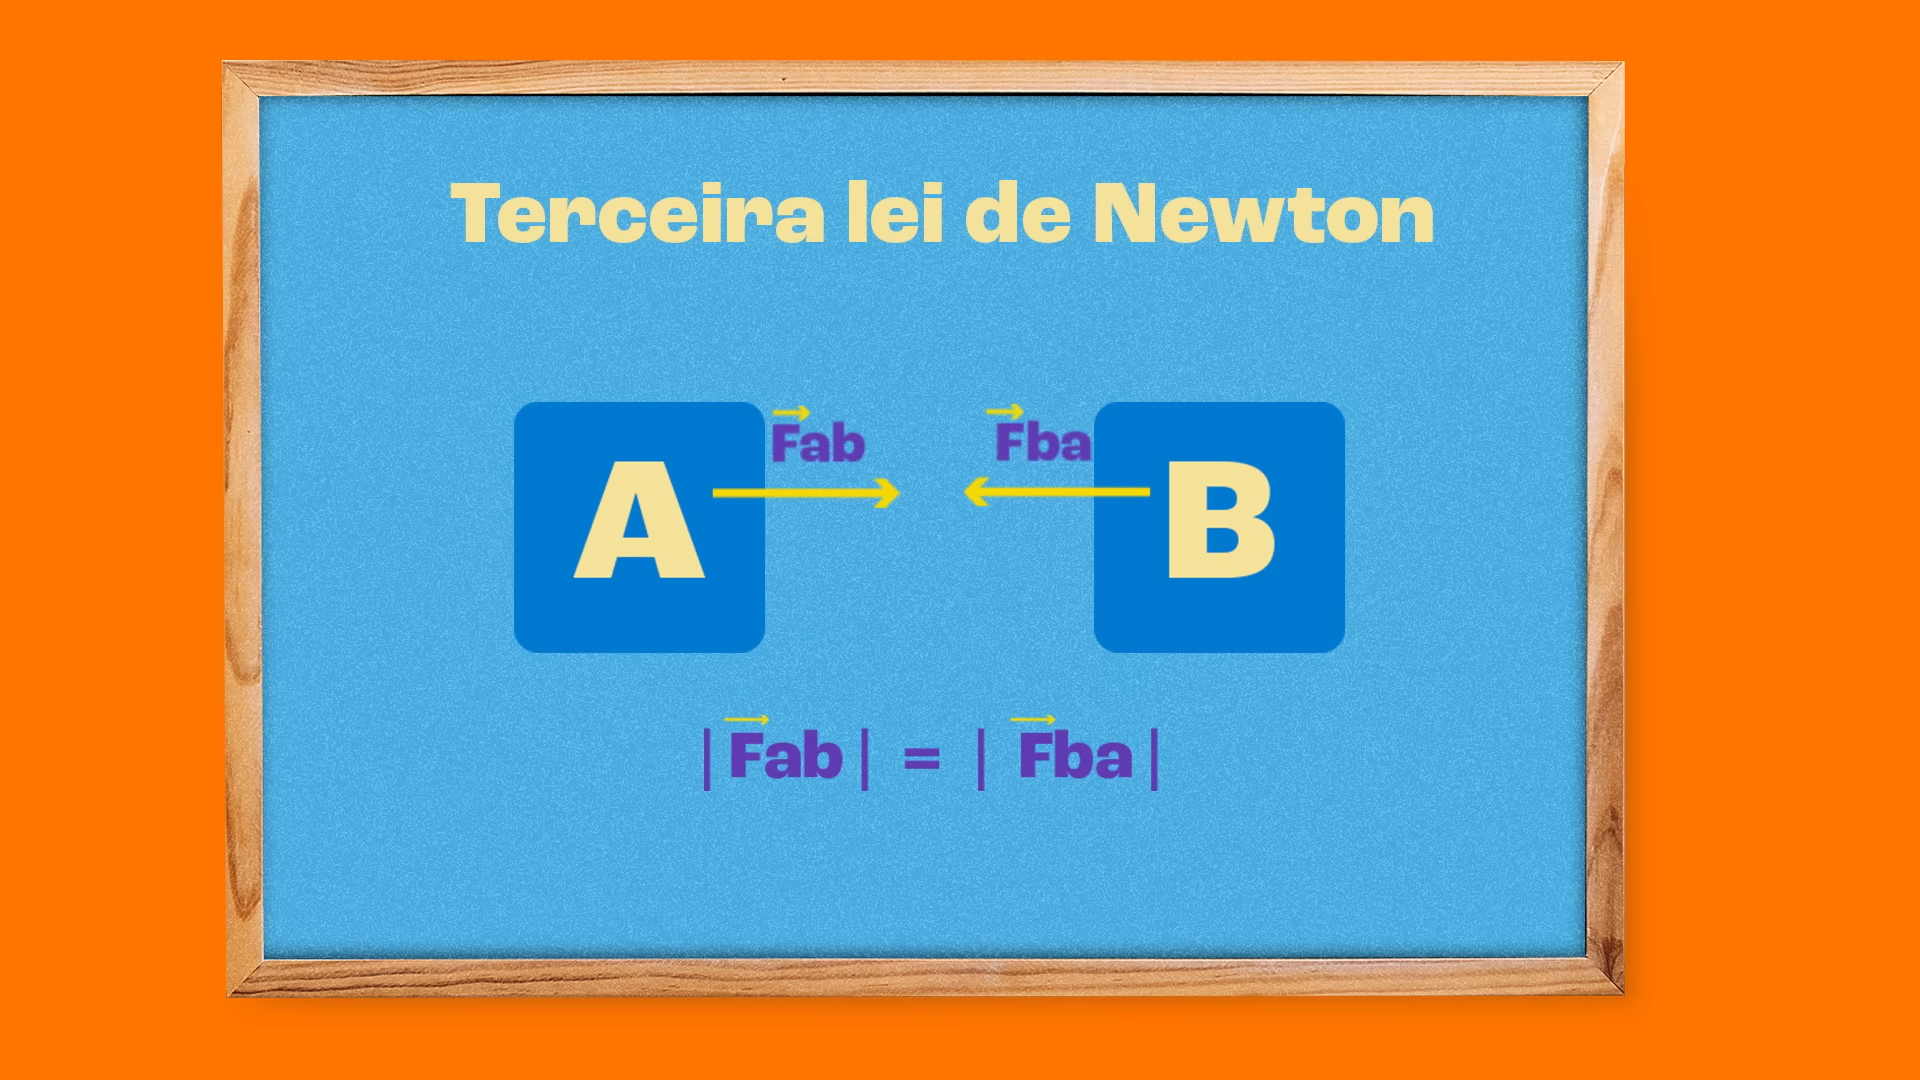 Terceira lei de Newton
Fab Fba
A B
|Fab| = | Fba|